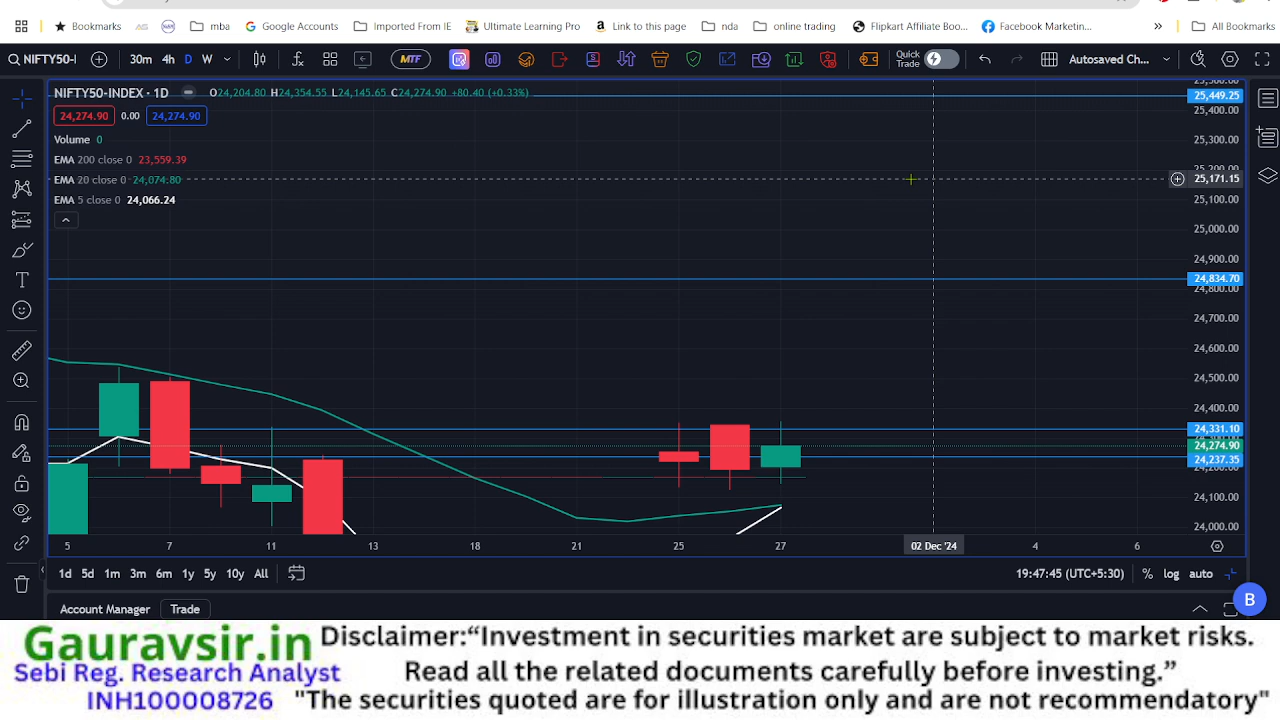 Bookmarks mba Google Accounts Imported From IE Ultimate Learning Pro a Link to this page nda online trading Flipkart Affiliate Boo... Facebook Marketin... » All Bookmarks
NIFTY50-I 30m 4h D W MTF Quick Trade Autosaved Ch...
NIFTY50-INDEX · 1D O24,204.80 H24,354.55 L24,145.65 C24,274.90 +80.40 (+0.33%)
24,274.90 0.00 24,274.90
Volume 0
EMA 200 close 0 23,559.39
EMA 20 close 0 24,074.80
EMA 5 close 0 24,066.24
25,449.25
25,400.00
25,300.00
25,171.15
25,100.00
25,000.00
24,900.00
24,834.70
24,800.00
24,700.00
24,600.00
24,500.00
24,400.00
24,331.10
24,274.90
24,237.35
24,100.00
24,000.00
5 7 11 13 18 21 25 27 02 Dec '24 4 6
1d 5d 1m 3m 6m 1y 5y 10y All 19:47:45 (UTC+5:30) % log auto
Account Manager Trade B
Gauravsir.in
Sebi Reg. Research Analyst
INH100008726
Disclaimer:“Investment in securities market are subject to market risks.
Read all the related documents carefully before investing.”
"The securities quoted are for illustration only and are not recommendatory"